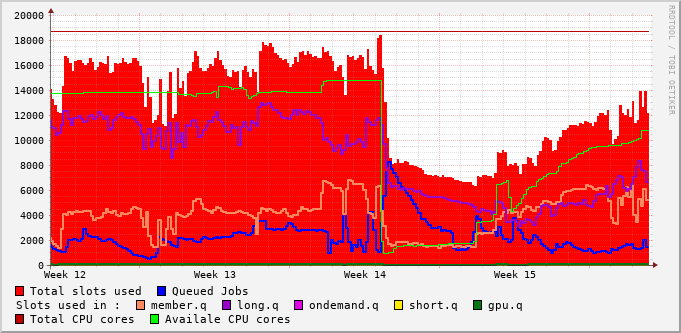 RRDTOOL / TOBI OETIKER
20000
18000
16000
14000
12000
10000
8000
6000
4000
2000
0
Week 12 Week 13 Week 14 Week 15
Total slots used Queued Jobs
Slots used in : member.q long.q ondemand.q short.q gpu.q
Total CPU cores Availale CPU cores